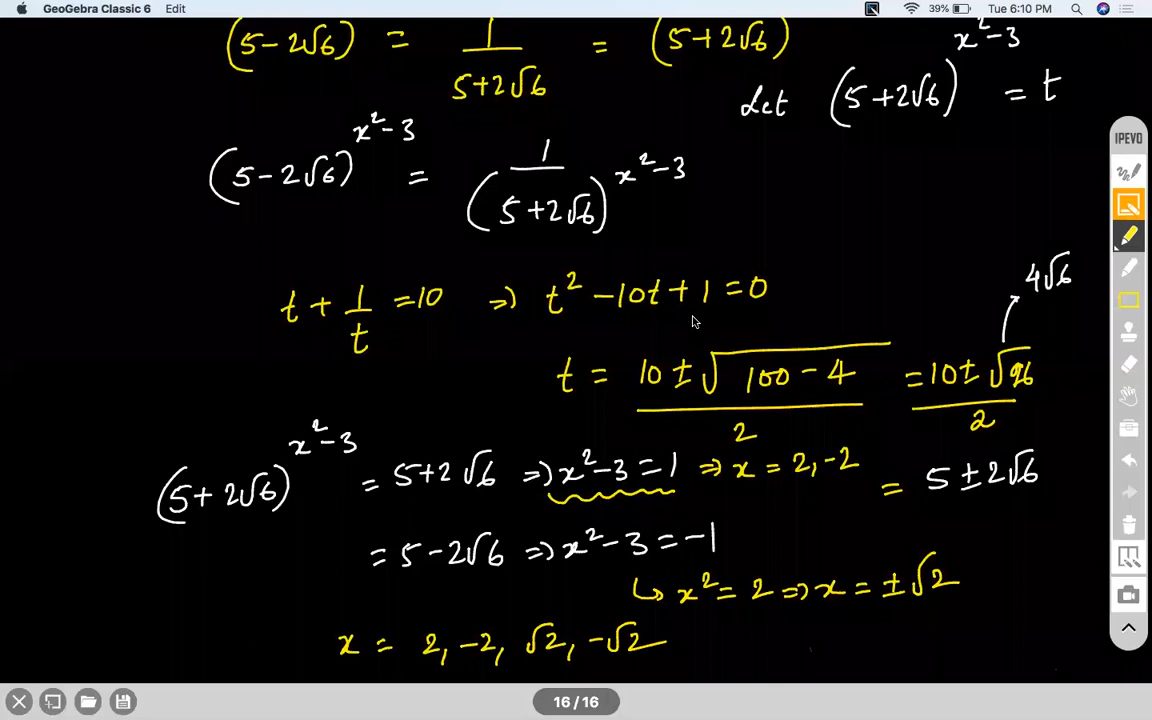 GeoGebra Classic 6 Edit 39% Tue 6:10 PM
(5-2√6) = 1/(5+2√6) = (5+2√6)
Let (5+2√6)^(x²-3) = t
(5-2√6)^(x²-3) = (1/(5+2√6))^(x²-3)
IPEVO
t + 1/t = 10 ⇒ t² - 10t + 1 = 0
4√6
t = (10 ± √(100-4))/2 = (10 ± √96)/2
(5+2√6)^(x²-3) = 5+2√6 ⇒ x²-3 = 1 ⇒ x = 2, -2
= 5 ± 2√6
= 5-2√6 ⇒ x²-3 = -1
↳ x² = 2 ⇒ x = ±√2
x = 2, -2, √2, -√2
16 / 16